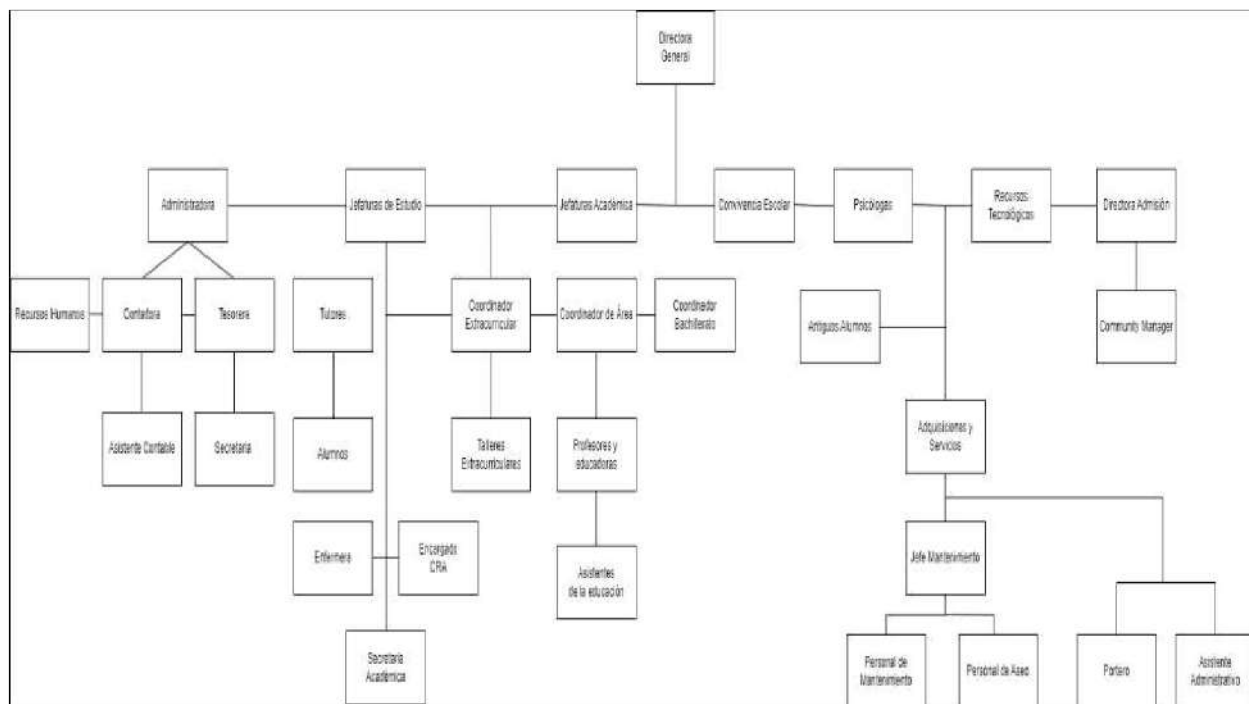 Directora
General
Administradora
Jefaturas de Estudio
Jefaturas Académica
Convivencia Escolar
Psicólogas
Recursos
Tecnológicos
Directora Admisión
Recursos Humanos
Contadora
Tesorera
Tutores
Coordinador
Extracurricular
Coordinador de Área
Coordinador
Bachillerato
Antiguos Alumnos
Community Manager
Asistente Contable
Secretaria
Alumnos
Talleres
Extracurriculares
Profesores y
educadoras
Adquisiciones y
Servicios
Enfermera
Encargada
CRA
Asistentes
de la educación
Jefe Mantenimiento
Secretaria
Académica
Personal de
Mantenimiento
Personal de Aseo
Portero
Asistente
Administrativo